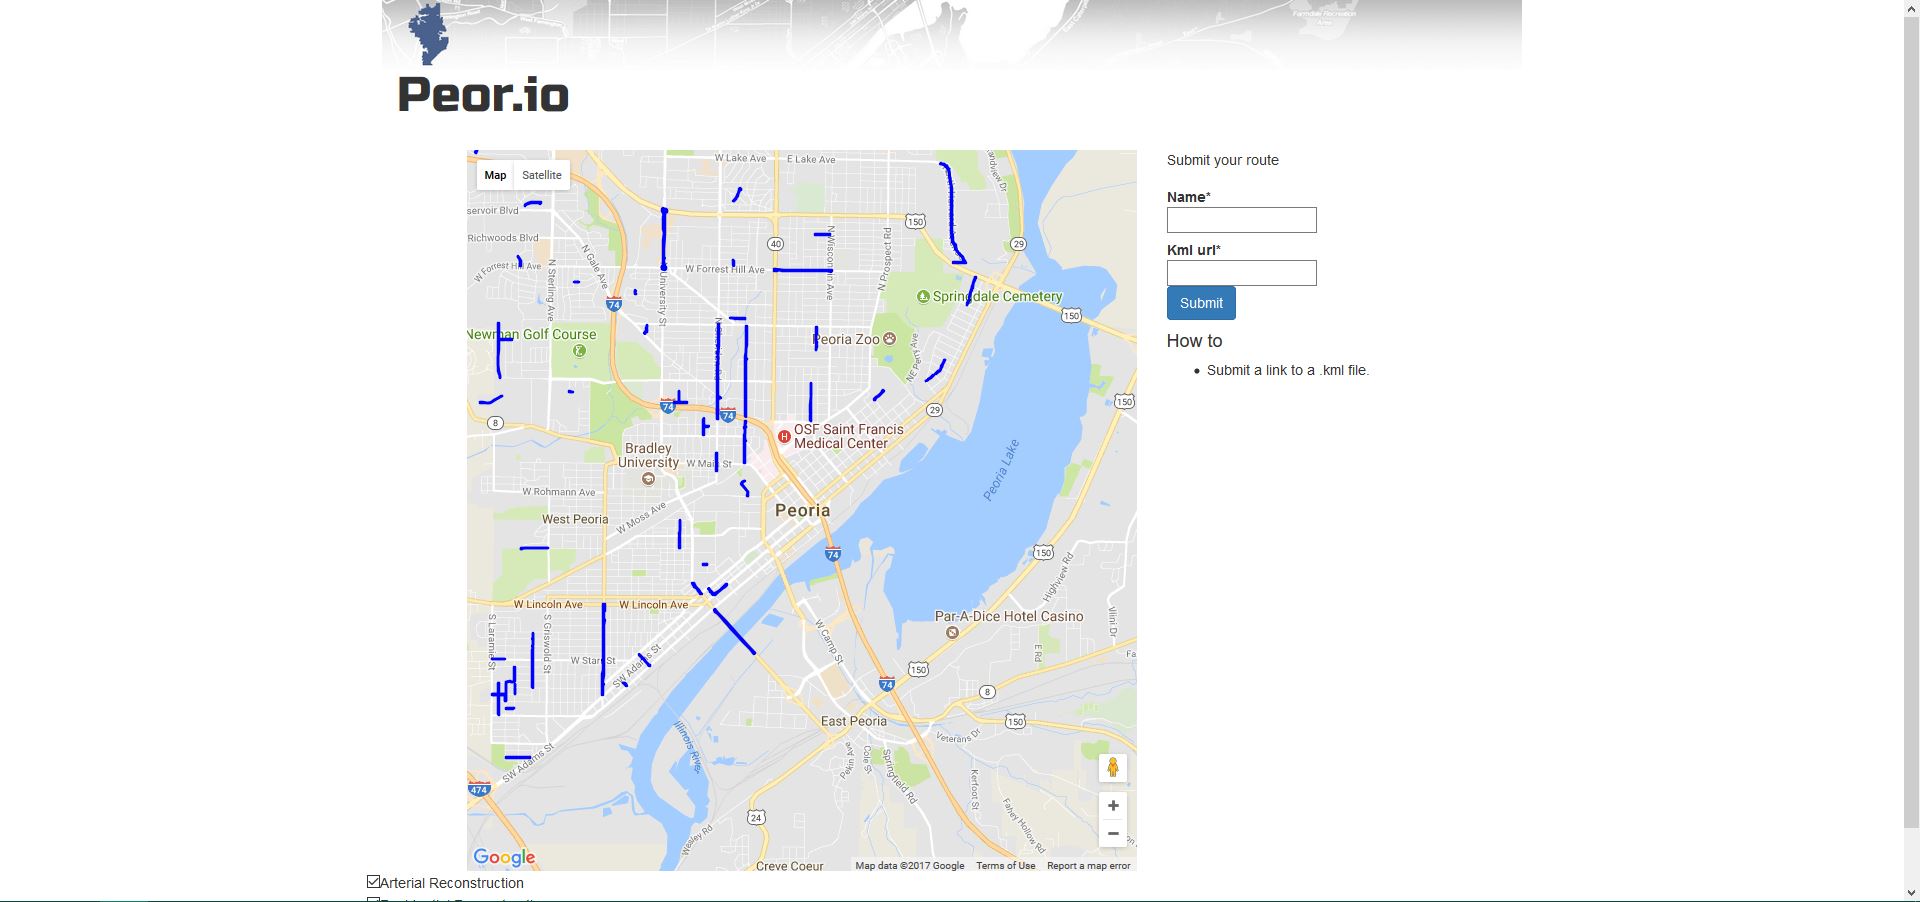 Peor.io
Map
Satellite
Submit your route
Name*
Kml url*
Submit
How to
Submit a link to a .kml file.
W Lake Ave
E Lake Ave
servoir Blvd
Richwoods Blvd
W Forrest Hill Ave
N Gale Ave
N Sterling Ave
University St
W Forrest Hill Ave
N Wisconsin Ave
N Prospect Rd
150
29
40
74
Springdale Cemetery
150
Newman Golf Course
Peoria Zoo
NE Perry Ave
74
74
29
150
8
OSF Saint Francis
Medical Center
Bradley
University
W Main St
Peoria Lake
W Rohmann Ave
West Peoria
W Moss Ave
Peoria
74
150
Highview Rd
W Lincoln Ave
W Lincoln Ave
Par-A-Dice Hotel Casino
Vlini Dr
S Laramie St
S Griswold St
W Starr St
SW Adams St
W Camp St
E Rd
Fa
150
74
8
East Peoria
150
Veterans Dr
Illinois River
Pekin Ave
Cole St
Springfield Rd
Kerfoot St
Fahey Hollow Rd
SW Adams St
474
24
Wesley Rd
Creve Coeur
Google
Map data ©2017 Google
Terms of Use
Report a map error
Arterial Reconstruction